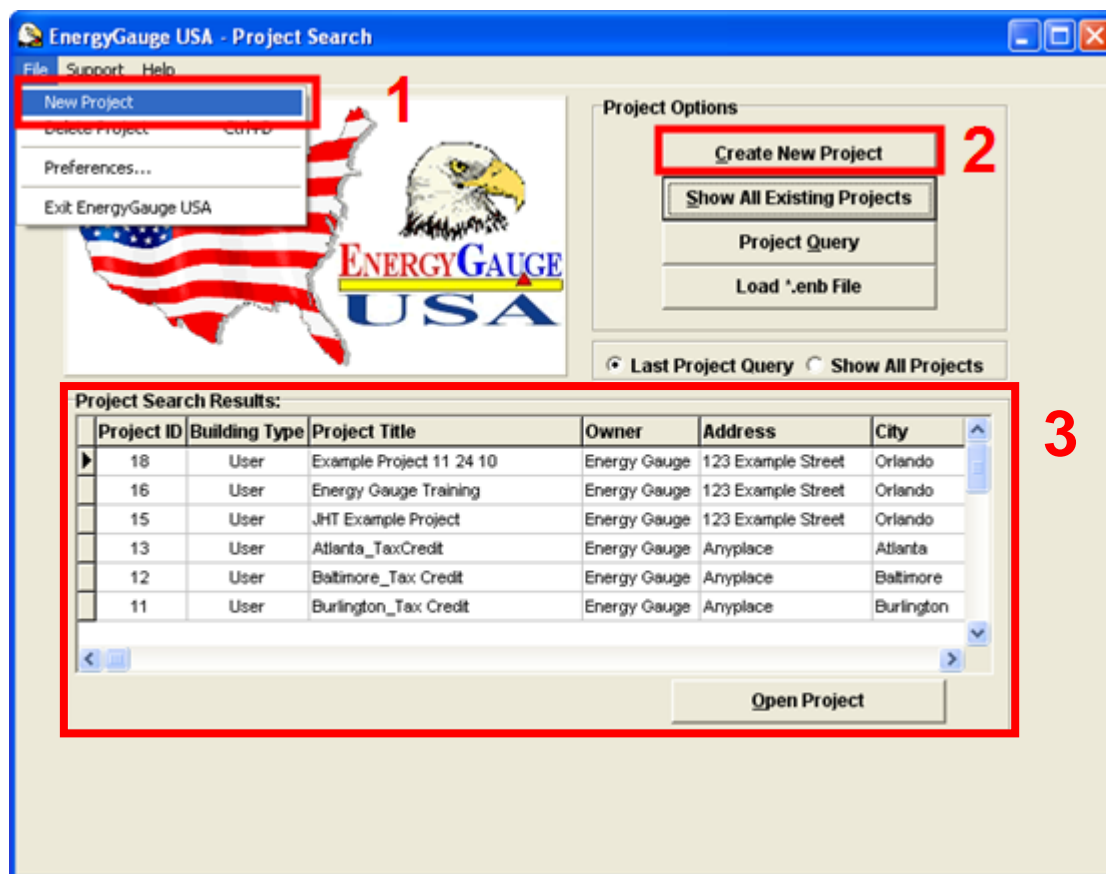 EnergyGauge USA - Project Search
File Support Help
New Project
1
Delete Project Ctrl+D
Preferences...
Exit EnergyGauge USA
ENERGYGAUGE
USA
Project Options
Create New Project
2
Show All Existing Projects
Project Query
Load *.enb File
Last Project Query Show All Projects
Project Search Results:
3
Project ID Building Type Project Title Owner Address City
18 User Example Project 11 24 10 Energy Gauge 123 Example Street Orlando
16 User Energy Gauge Training Energy Gauge 123 Example Street Orlando
15 User JHT Example Project Energy Gauge 123 Example Street Orlando
13 User Atlanta_TaxCredit Energy Gauge Anyplace Atlanta
12 User Baltimore_Tax Credit Energy Gauge Anyplace Baltimore
11 User Burlington_Tax Credit Energy Gauge Anyplace Burlington
Open Project